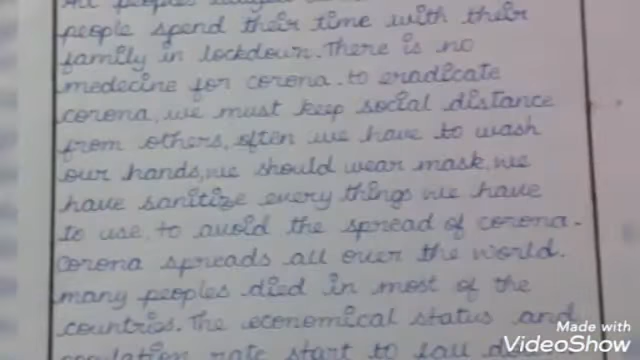 people spend their time with their
family in lockdown. There is no
medecine for corona. to eradicate
corona, we must keep social distance
from others, often we have to wash
our hands, we should wear mask, we
have sanitize every things we have
to use, to avoid the spread of corona.
Corona spreads all over the world.
many peoples died in most of the
countries. The economical status and
rate start to
Made with
VideoShow